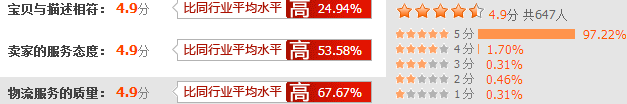 宝贝与描述相符： 4.9分 比同行业平均水平 高 24.94%
卖家的服务态度： 4.9分 比同行业平均水平 高 53.58%
物流服务的质量： 4.9分 比同行业平均水平 高 67.67%
4.9分 共647人
5分 97.22%
4分 1.70%
3分 0.31%
2分 0.46%
1分 0.31%